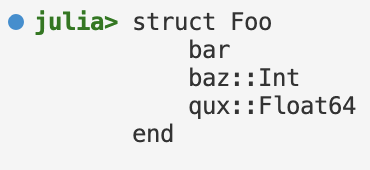 julia> struct Foo
           bar
           baz::Int
           qux::Float64
       end